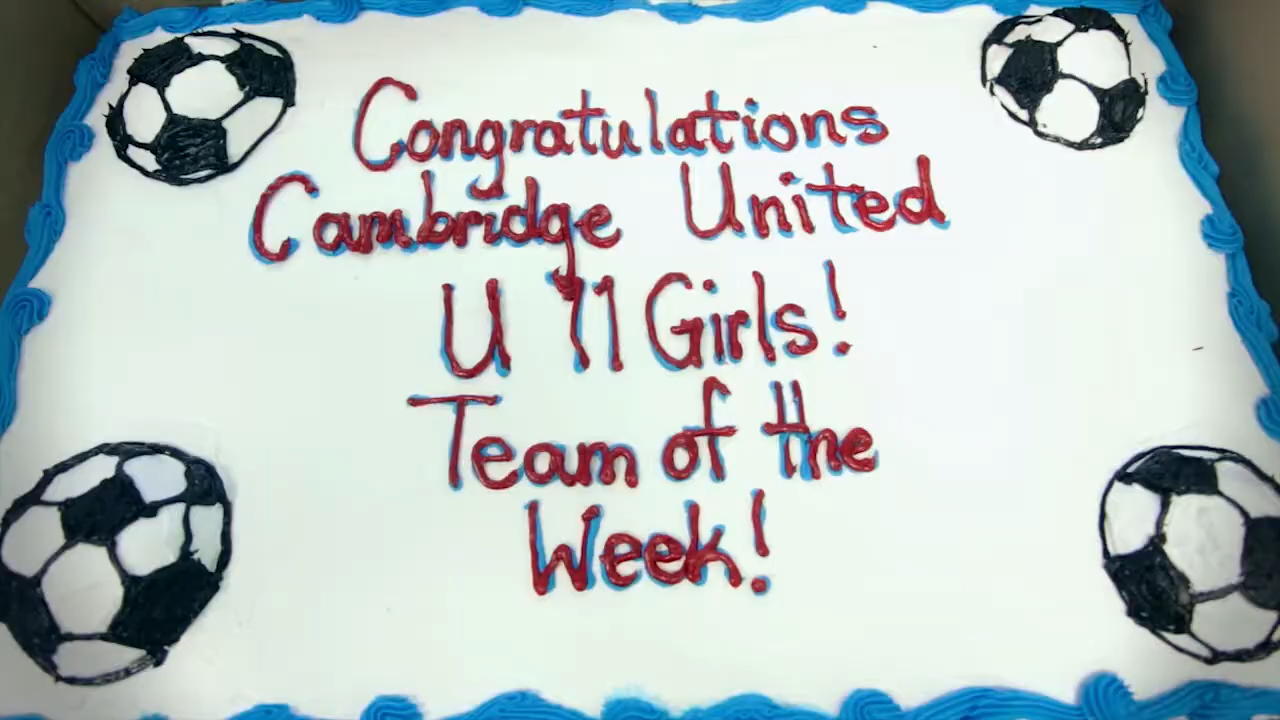 Congratulations
Cambridge United
U 11 Girls!
Team of the
Week!